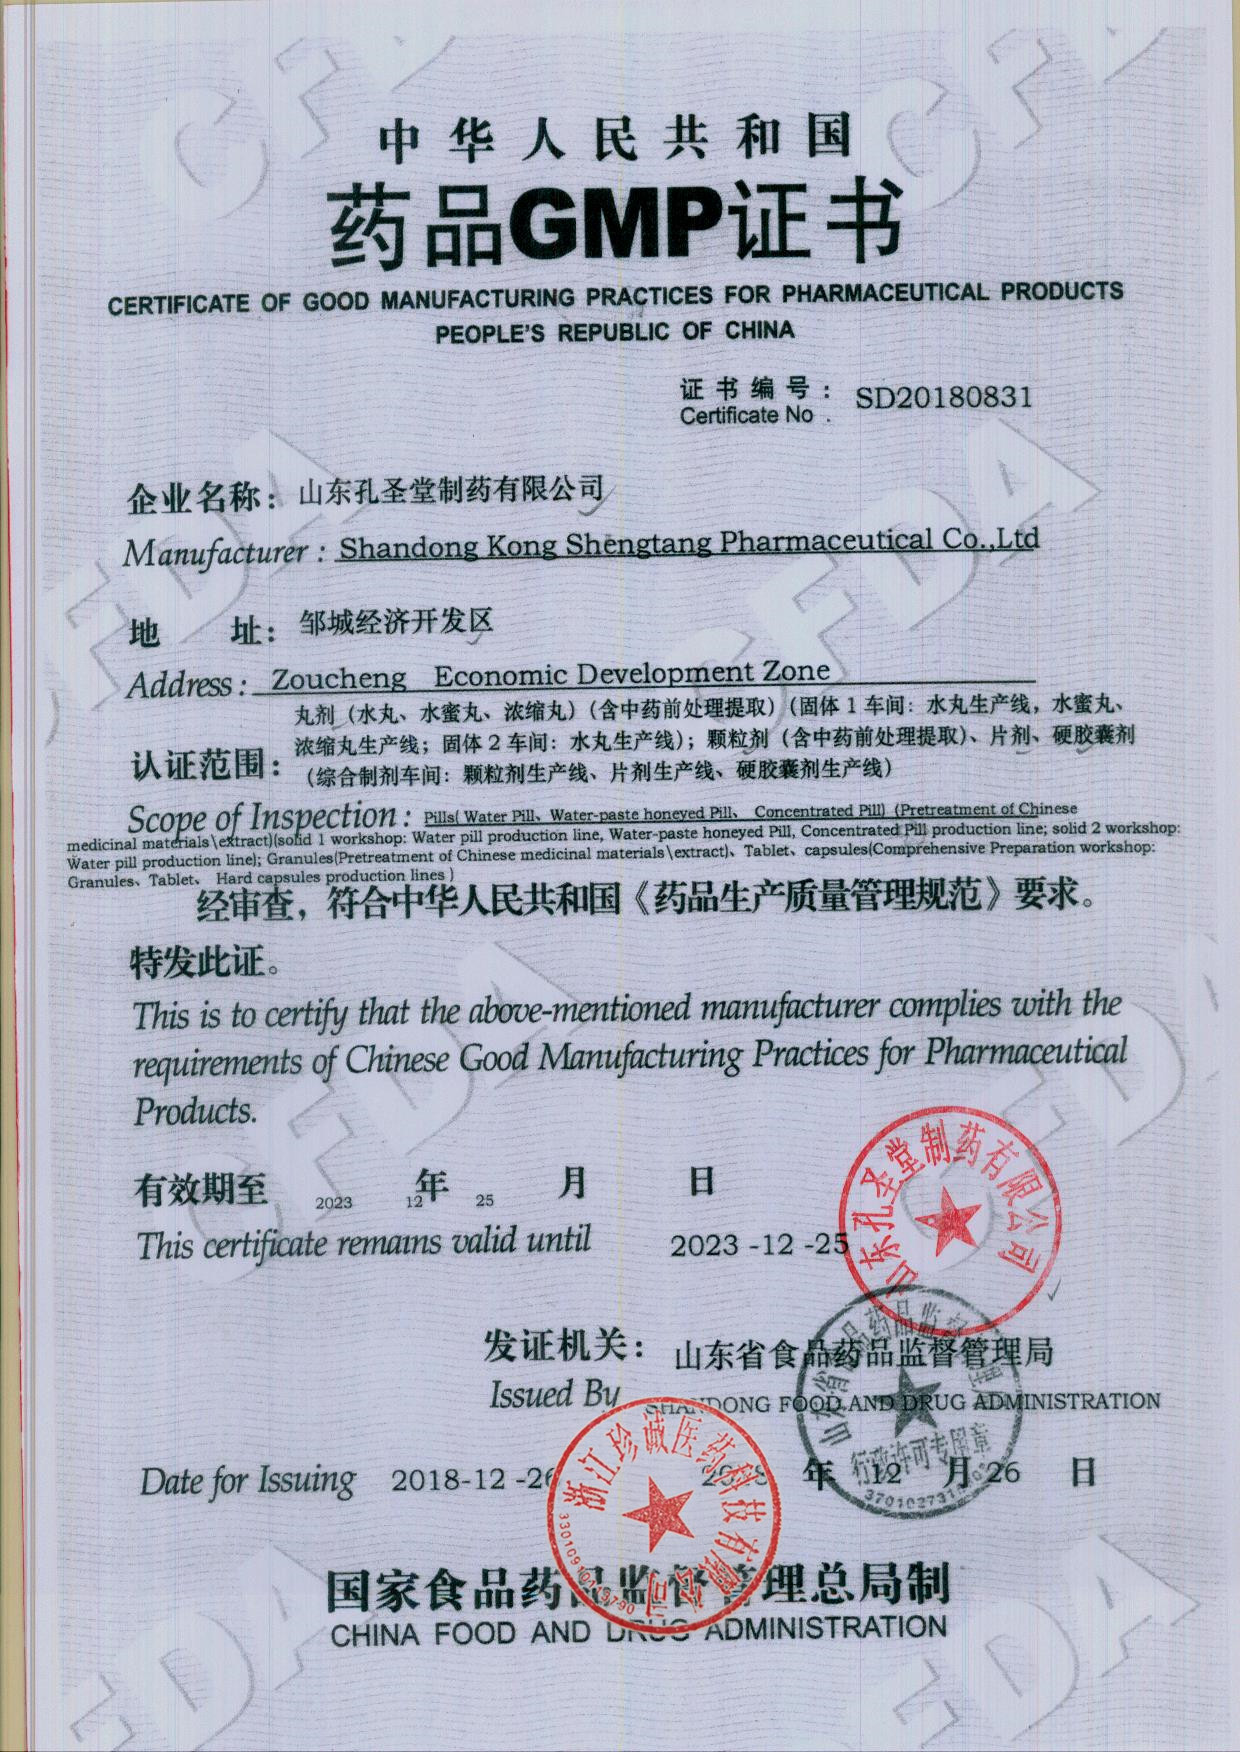 中华人民共和国
药品GMP证书
CERTIFICATE OF GOOD MANUFACTURING PRACTICES FOR PHARMACEUTICAL PRODUCTS
PEOPLE'S REPUBLIC OF CHINA
证书编号： SD20180831
Certificate No .
企业名称： 山东孔圣堂制药有限公司
Manufacturer : Shandong Kong Shengtang Pharmaceutical Co.,Ltd
地 址： 邹城经济开发区
Address : Zoucheng Economic Development Zone
丸剂（水丸、水蜜丸、浓缩丸）（含中药前处理提取）（固体1车间：水丸生产线，水蜜丸、
认证范围： 浓缩丸生产线；固体2车间：水丸生产线）；颗粒剂（含中药前处理提取）、片剂、硬胶囊剂
（综合制剂车间：颗粒剂生产线、片剂生产线、硬胶囊剂生产线）
Scope of Inspection : Pills( Water Pill、Water-paste honeyed Pill、 Concentrated Pill) (Pretreatment of Chinese
medicinal materials\extract)(solid 1 workshop: Water pill production line, Water-paste honeyed Pill, Concentrated Pill production line; solid 2 workshop:
Water pill production line); Granules(Pretreatment of Chinese medicinal materials\extract)、Tablet、capsules(Comprehensive Preparation workshop:
Granules、Tablet、 Hard capsules production lines )
经审查，符合中华人民共和国《药品生产质量管理规范》要求。
特发此证。
This is to certify that the above-mentioned manufacturer complies with the
requirements of Chinese Good Manufacturing Practices for Pharmaceutical
Products.
有效期至 2023 年 12 月 25 日
This certificate remains valid until 2023 -12 -25
山东孔圣堂制药有限公司
发证机关： 山东省食品药品监督管理局
Issued By SHANDONG FOOD AND DRUG ADMINISTRATION
行政许可专用章
Date for Issuing 2018-12 -26 2018 年 12 月 26 日
浙江珍诚医药科技有限公司
国家食品药品监督管理总局制
CHINA FOOD AND DRUG ADMINISTRATION
CFDA
CFDA
CFDA